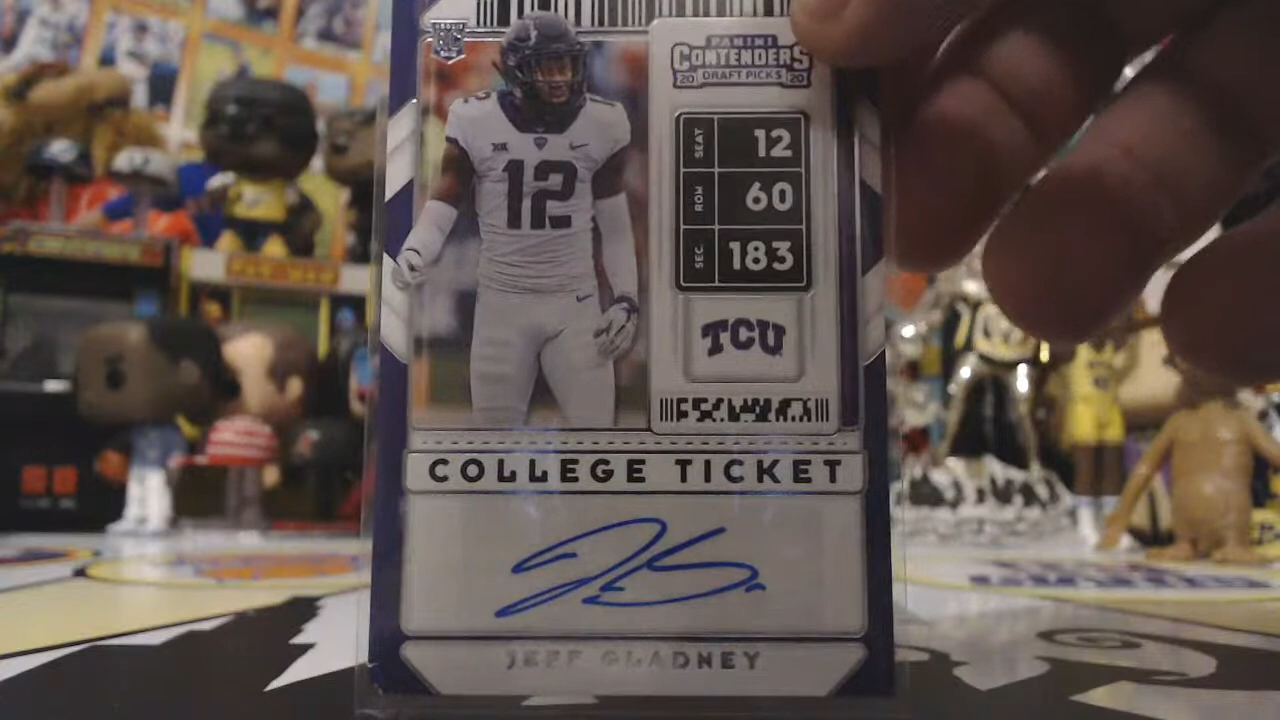 RC
PANINI
CONTENDERS
20 DRAFT PICKS 20
12
SEAT 12
ROW 60
SEC. 183
TCU
COLLEGE TICKET
JEFF GLADNEY